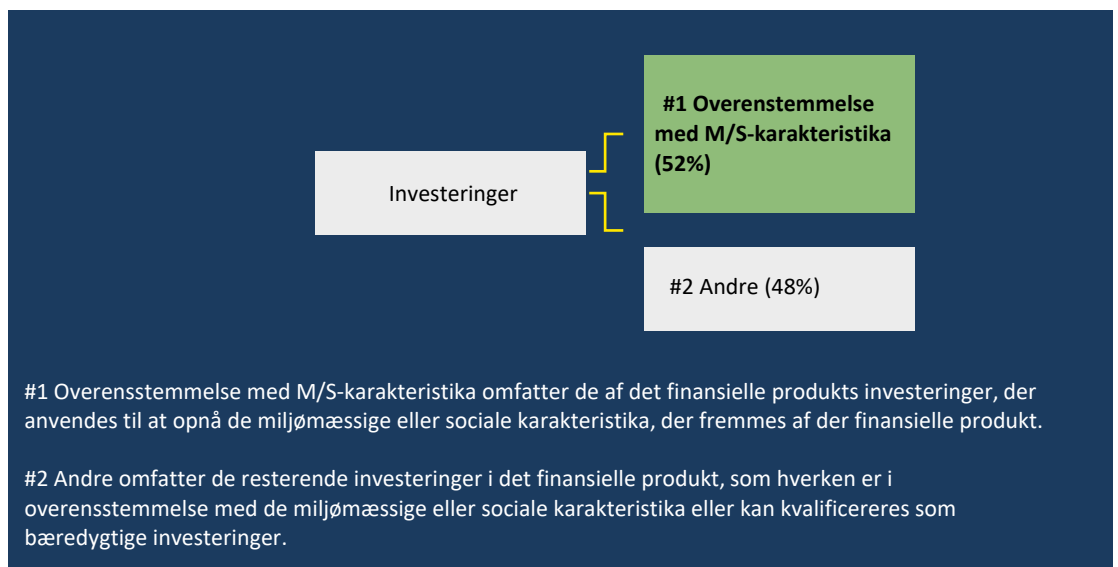 #1 Overenstemmelse
med M/S-karakteristika
(52%)
Investeringer
#2 Andre (48%)
#1 Overensstemmelse med M/S-karakteristika omfatter de af det finansielle produkts investeringer, der
anvendes til at opnå de miljømæssige eller sociale karakteristika, der fremmes af der finansielle produkt.
#2 Andre omfatter de resterende investeringer i det finansielle produkt, som hverken er i
overensstemmelse med de miljømæssige eller sociale karakteristika eller kan kvalificereres som
bæredygtige investeringer.